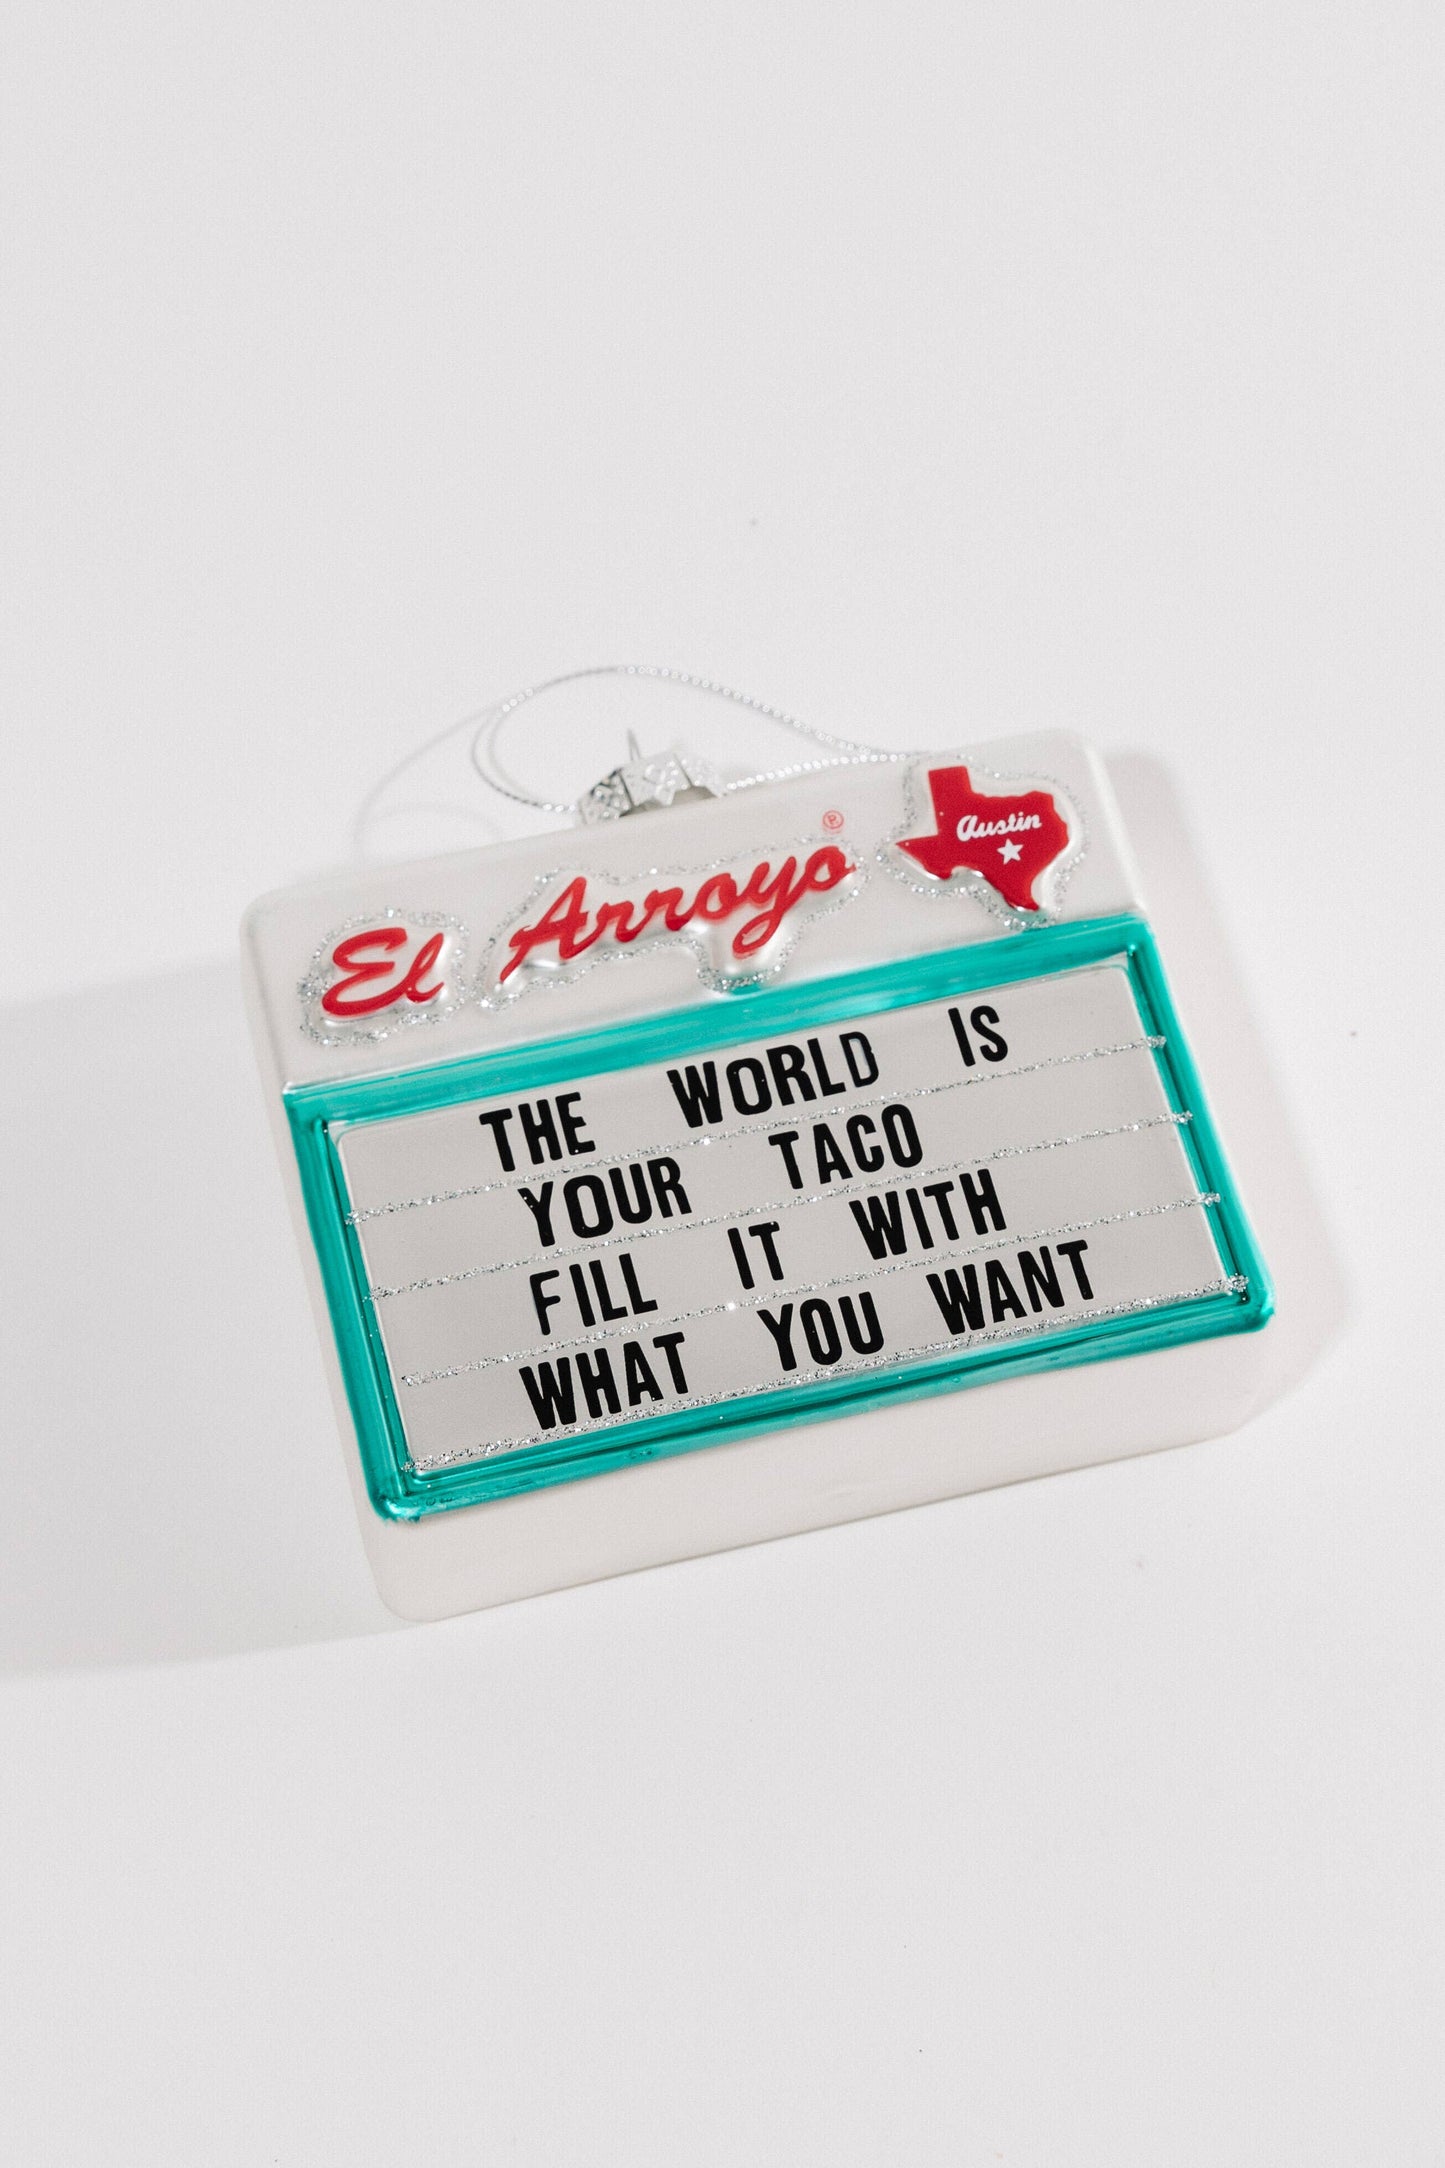 El Arroyo ®
Austin
THE WORLD IS
YOUR TACO
FILL IT WITH
WHAT YOU WANT